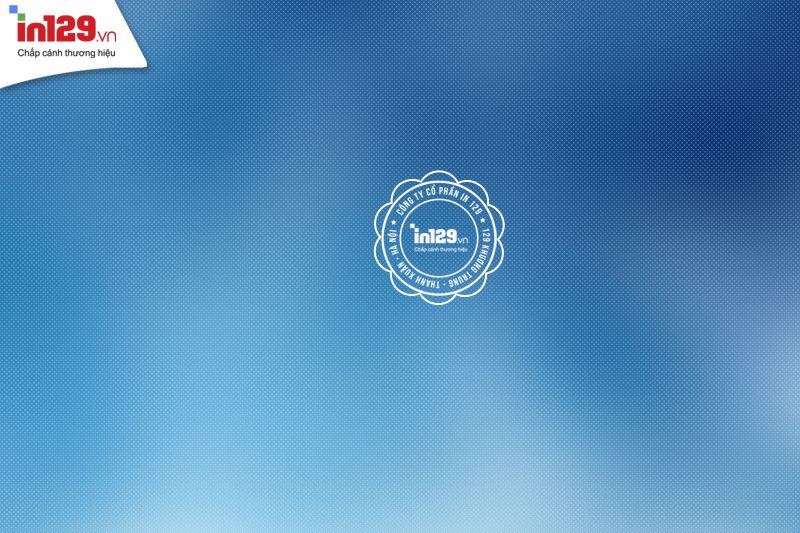 in129.vn
Chắp cánh thương hiệu
★ CÔNG TY CỔ PHẦN IN 129 ★
129 KHƯƠNG TRUNG - THANH XUÂN - HÀ NỘI
in129.vn
Chắp cánh thương hiệu